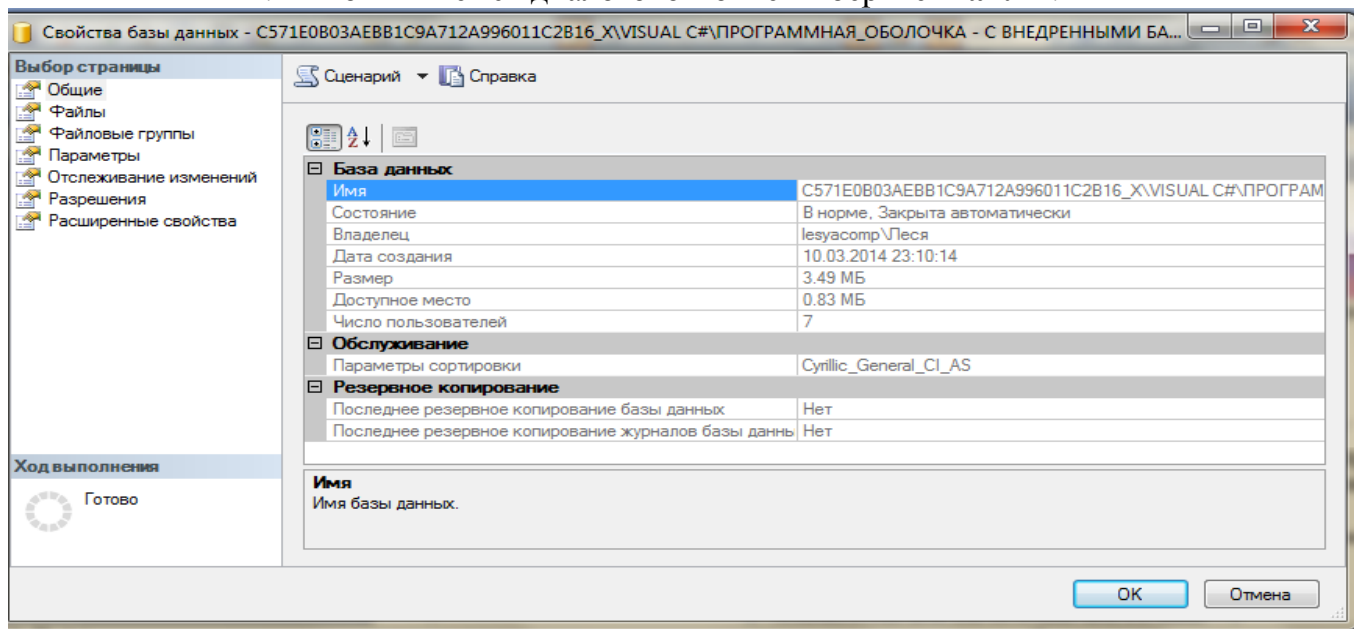 Свойства базы данных - C571E0B03AEBB1C9A712A996011C2B16_X\VISUAL C#\ПРОГРАММНАЯ_ОБОЛОЧКА - С ВНЕДРЕННЫМИ БА...
Выбор страницы
Общие
Файлы
Файловые группы
Параметры
Отслеживание изменений
Разрешения
Расширенные свойства
Сценарий
Справка
База данных
Имя C571E0B03AEBB1C9A712A996011C2B16_X\VISUAL C#\ПРОГРАМ
Состояние В норме, Закрыта автоматически
Владелец lesyacomp\Леся
Дата создания 10.03.2014 23:10:14
Размер 3.49 МБ
Доступное место 0.83 МБ
Число пользователей 7
Обслуживание
Параметры сортировки Cyrillic_General_CI_AS
Резервное копирование
Последнее резервное копирование базы данных Нет
Последнее резервное копирование журналов базы даннь Нет
Ход выполнения
Готово
Имя
Имя базы данных.
OK
Отмена